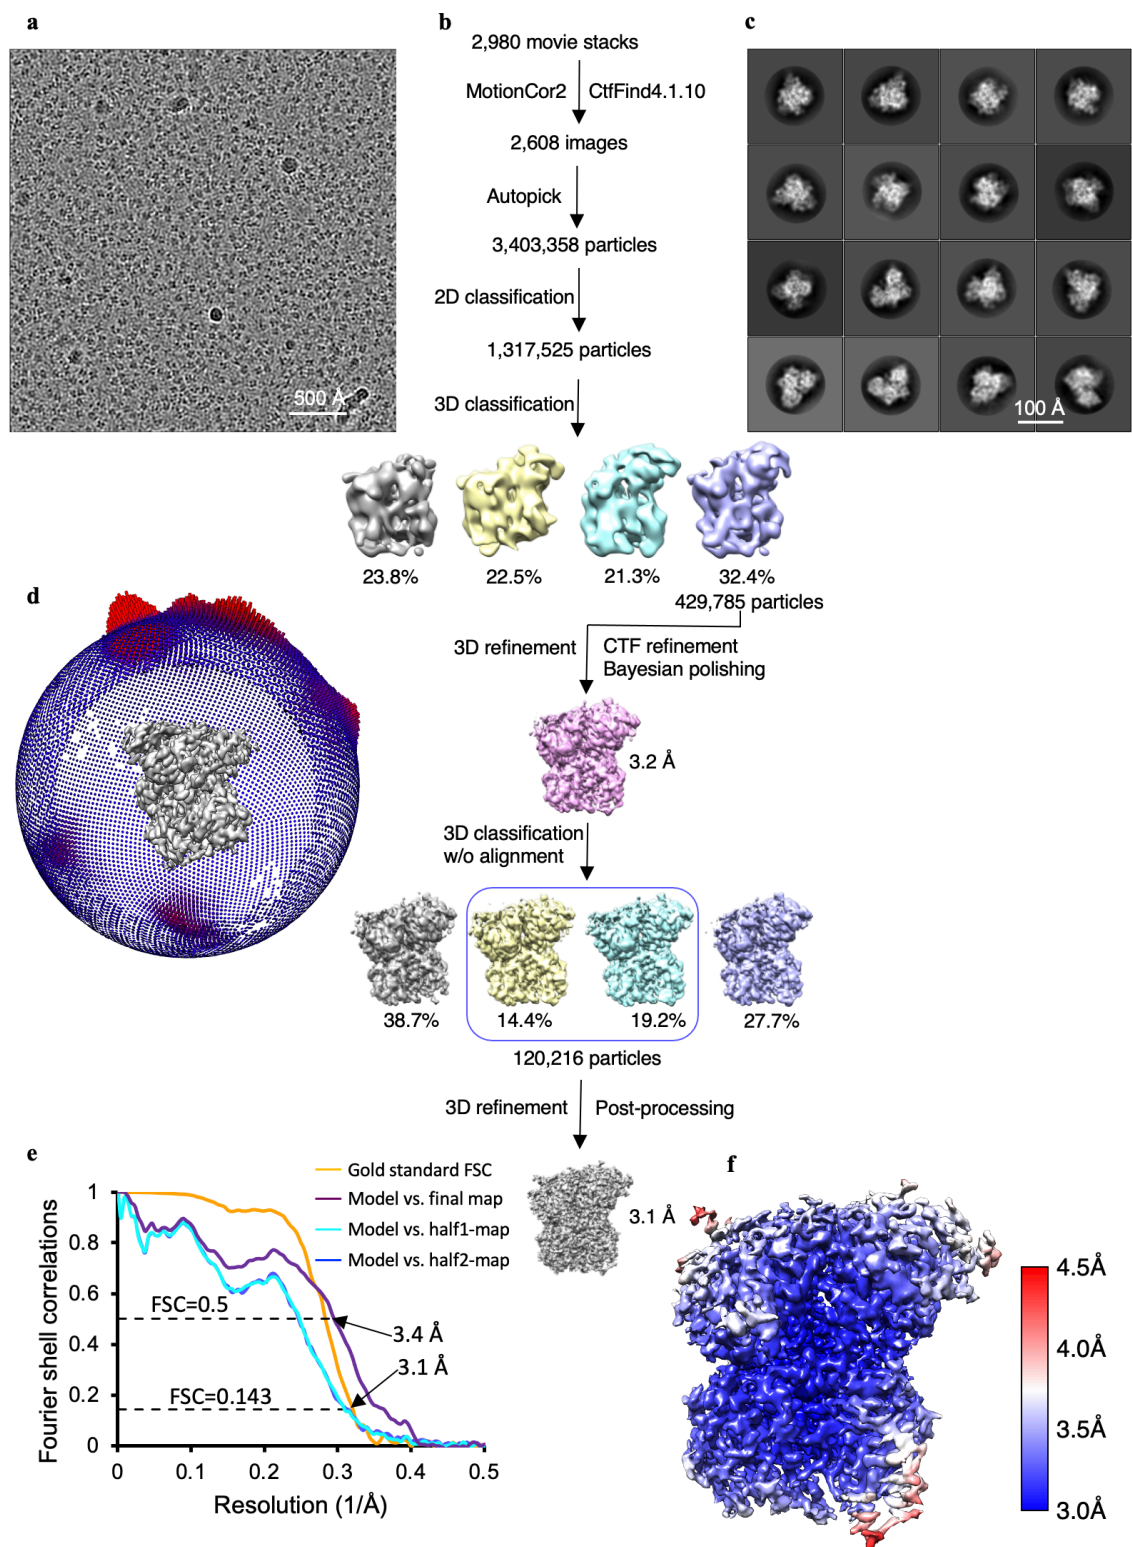 a
500 Å
b
2,980 movie stacks
MotionCor2 CtfFind4.1.10
2,608 images
Autopick
3,403,358 particles
2D classification
1,317,525 particles
3D classification
23.8% 22.5% 21.3% 32.4%
429,785 particles
3D refinement CTF refinement
Bayesian polishing
3.2 Å
3D classification
w/o alignment
38.7% 14.4% 19.2% 27.7%
120,216 particles
3D refinement Post-processing
3.1 Å
c
100 Å
d
e
Gold standard FSC
Model vs. final map
Model vs. half1-map
Model vs. half2-map
Fourier shell correlations
1
0.8
0.6
0.4
0.2
0
FSC=0.5
3.4 Å
3.1 Å
FSC=0.143
0 0.1 0.2 0.3 0.4 0.5
Resolution (1/Å)
f
4.5Å
4.0Å
3.5Å
3.0Å